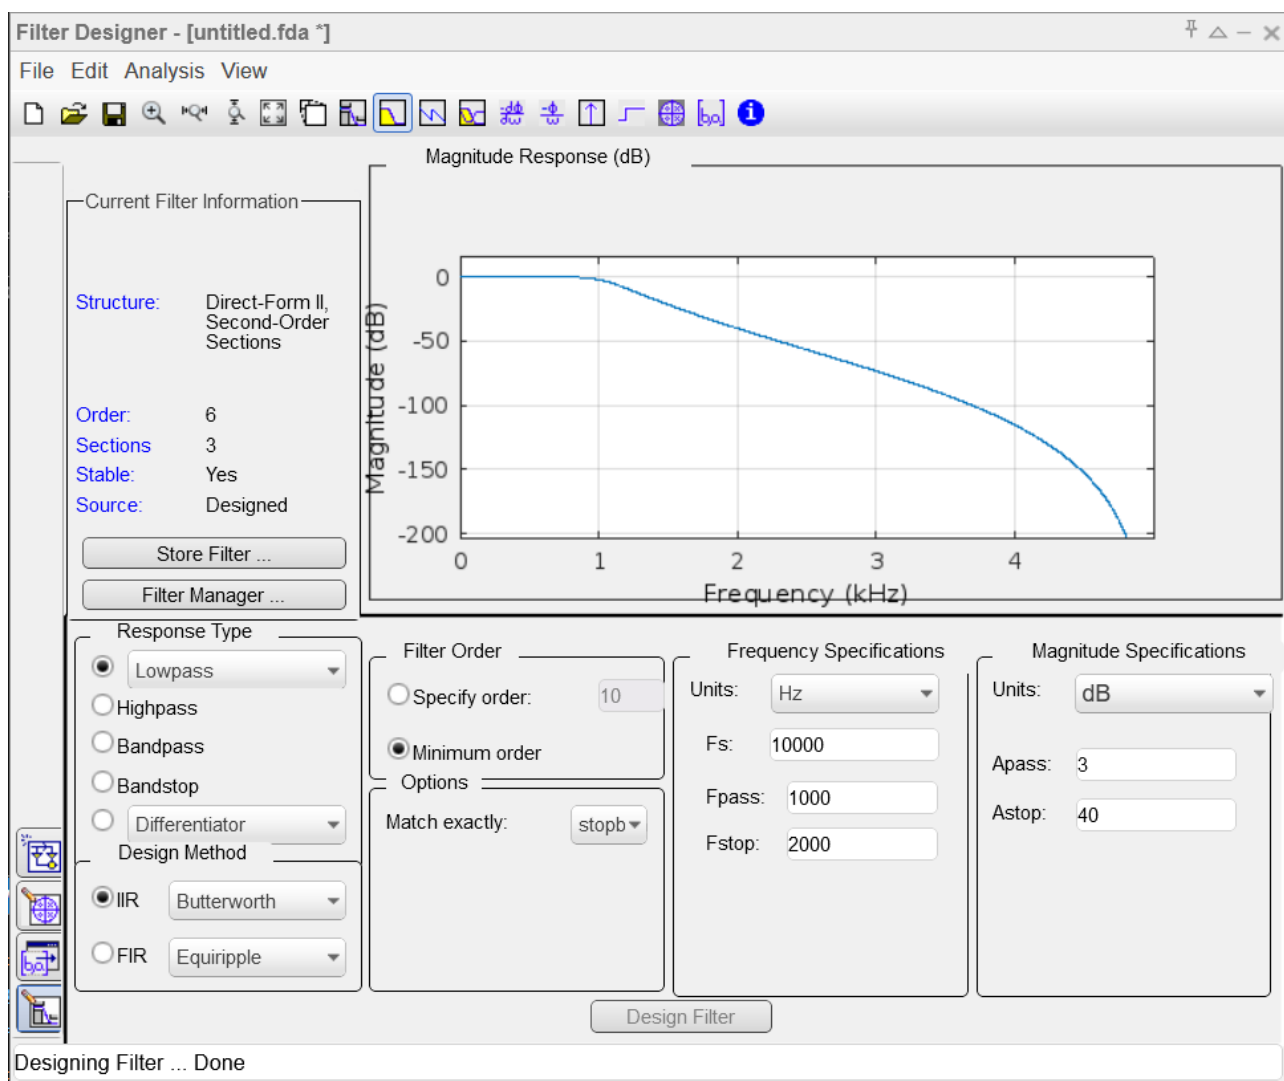 Filter Designer - [untitled.fda *]
File Edit Analysis View
Magnitude Response (dB)
Current Filter Information
Structure: Direct-Form II,
Second-Order
Sections
Order: 6
Sections 3
Stable: Yes
Source: Designed
Store Filter ...
Filter Manager ...
Magnitude (dB)
0
-50
-100
-150
-200
0 1 2 3 4
Frequency (kHz)
Response Type
Lowpass
Highpass
Bandpass
Bandstop
Differentiator
Design Method
IIR Butterworth
FIR Equiripple
Filter Order
Specify order: 10
Minimum order
Options
Match exactly: stopb
Frequency Specifications
Units: Hz
Fs: 10000
Fpass: 1000
Fstop: 2000
Magnitude Specifications
Units: dB
Apass: 3
Astop: 40
Design Filter
Designing Filter ... Done